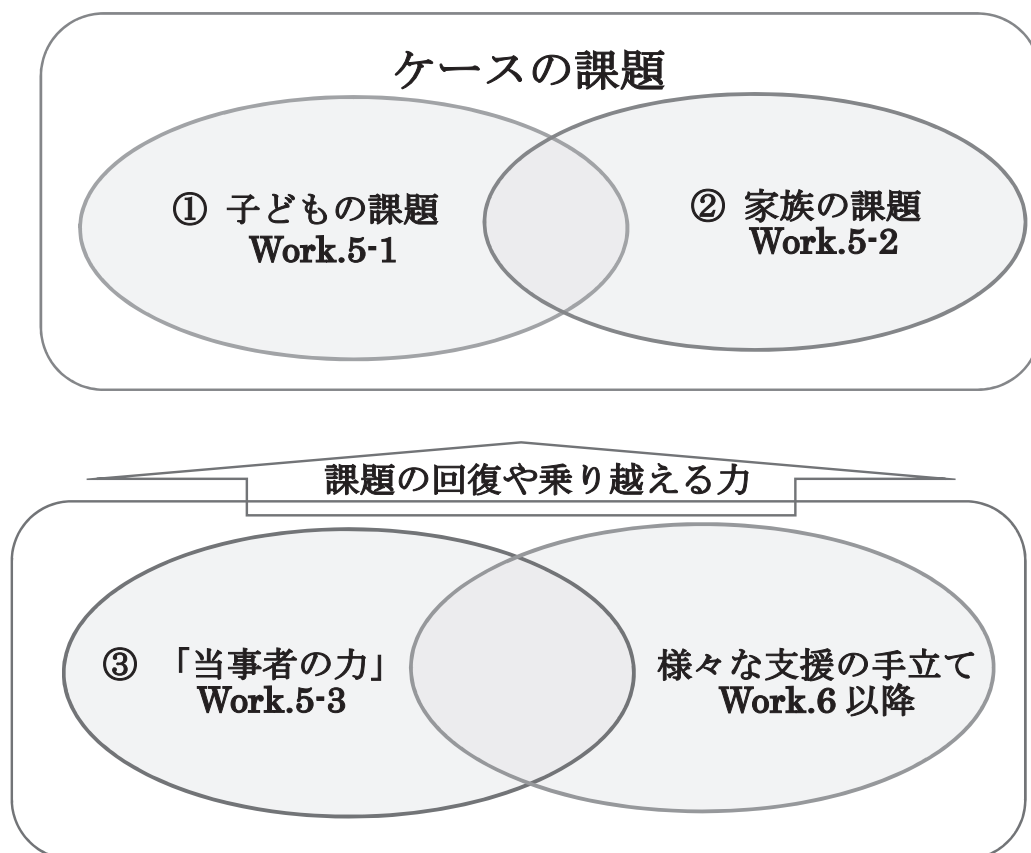 ケースの課題
① 子どもの課題
Work.5-1
② 家族の課題
Work.5-2
課題の回復や乗り越える力
③ 「当事者の力」
Work.5-3
様々な支援の手立て
Work.6 以降